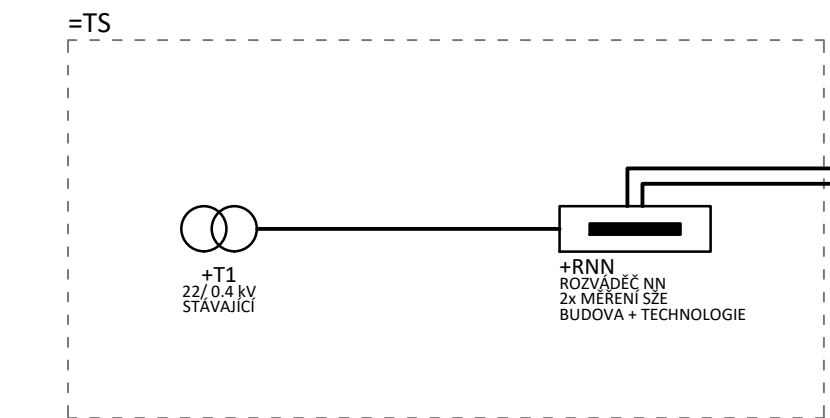 =TS
+T1
22/ 0.4 kV
STÁVAJÍCÍ
+RNN
ROZVÁDĚČ NN
2x MĚŘENÍ SŽE
BUDOVA + TECHNOLOGIE